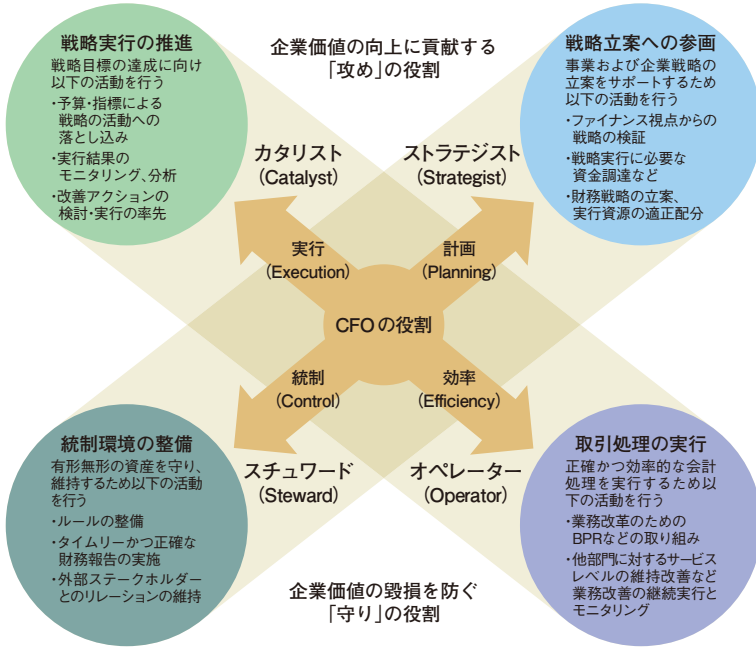 戦略実行の推進
戦略目標の達成に向け
以下の活動を行う
・予算・指標による
戦略の活動への
落とし込み
・実行結果の
モニタリング、分析
・改善アクションの
検討・実行の率先
企業価値の向上に貢献する
「攻め」の役割
戦略立案への参画
事業および企業戦略の
立案をサポートするため
以下の活動を行う
・ファイナンス視点からの
戦略の検証
・戦略実行に必要な
資金調達など
・財務戦略の立案、
実行資源の適正配分
カタリスト
(Catalyst)
ストラテジスト
(Strategist)
実行
(Execution)
計画
(Planning)
CFOの役割
統制
(Control)
効率
(Efficiency)
スチュワード
(Steward)
オペレーター
(Operator)
統制環境の整備
有形無形の資産を守り、
維持するため以下の活動
を行う
・ルールの整備
・タイムリーかつ正確な
財務報告の実施
・外部ステークホルダー
とのリレーションの維持
企業価値の毀損を防ぐ
「守り」の役割
取引処理の実行
正確かつ効率的な会計
処理を実行するため以
下の活動を行う
・業務改革のための
BPRなどの取り組み
・他部門に対するサービス
レベルの維持改善など
業務改善の継続実行と
モニタリング